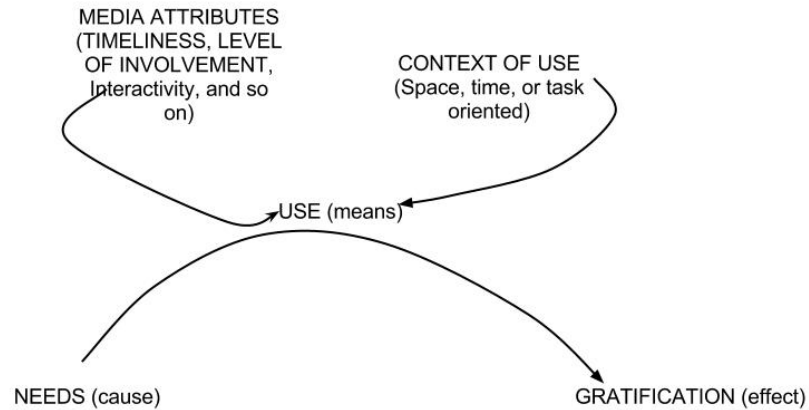 MEDIA ATTRIBUTES
(TIMELINESS, LEVEL
OF INVOLVEMENT,
Interactivity, and so
on)
CONTEXT OF USE
(Space, time, or task
oriented)
USE (means)
NEEDS (cause)
GRATIFICATION (effect)